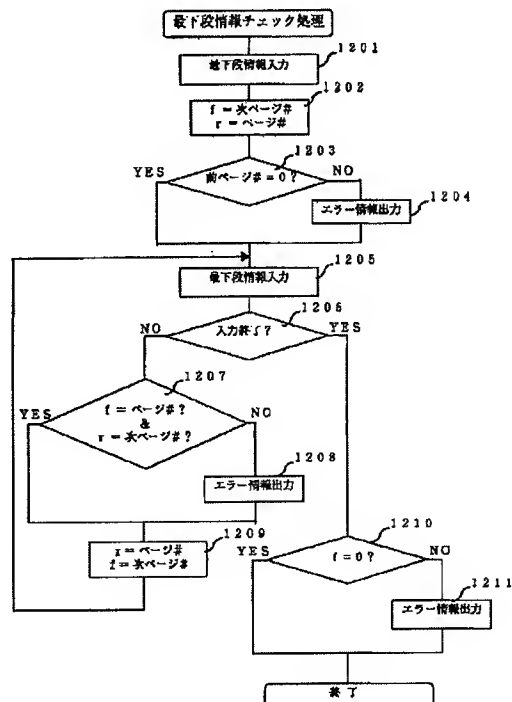 最下段情報チェック処理
1201
最下段情報入力
1202
f=次ページ#
r=ページ#
1203
YES
前ページ#=0?
NO
エラー情報出力
1204
1205
最下段情報入力
1206
NO
入力終了?
YES
1207
YES
f=ページ#?
&
r=次ページ#?
NO
1208
エラー情報出力
1209
r=ページ#
f=次ページ#
1210
YES
f=0?
NO
1211
エラー情報出力
終了